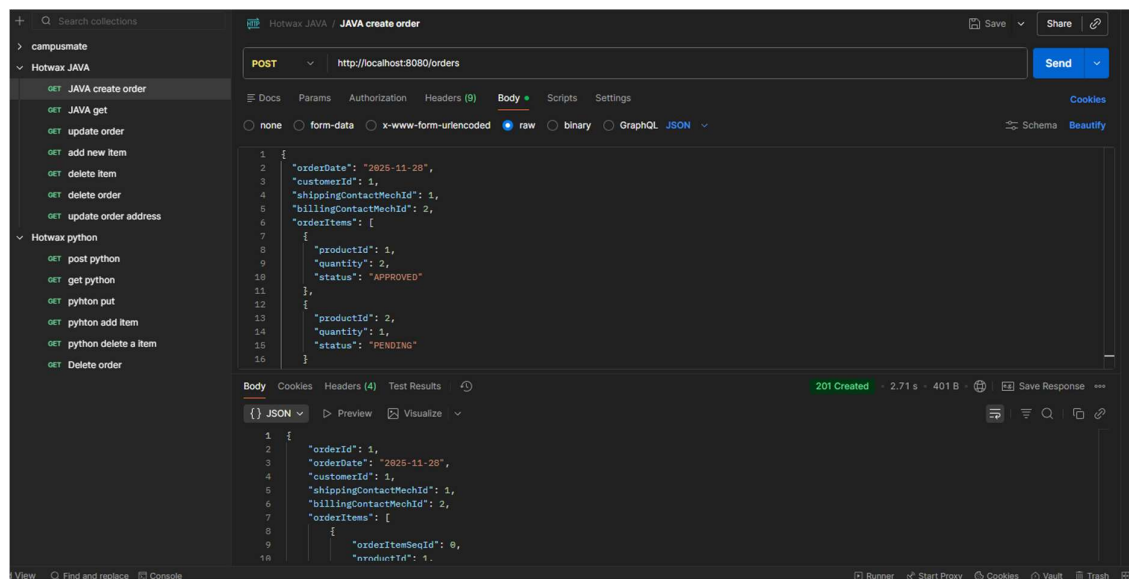 Search collections
campusmate
Hotwax JAVA
GET JAVA create order
GET JAVA get
GET update order
GET add new item
GET delete item
GET delete order
GET update order address
Hotwax python
GET post python
GET get python
GET pyhton put
GET pyhton add item
GET python delete a item
GET Delete order
HTTP Hotwax JAVA / JAVA create order
Save
Share
POST http://localhost:8080/orders
Send
Docs Params Authorization Headers (9) Body Scripts Settings
Cookies
none form-data x-www-form-urlencoded raw binary GraphQL JSON
Schema Beautify
1 {
2 "orderDate": "2025-11-28",
3 "customerId": 1,
4 "shippingContactMechId": 1,
5 "billingContactMechId": 2,
6 "orderItems": [
7 {
8 "productId": 1,
9 "quantity": 2,
10 "status": "APPROVED"
11 },
12 {
13 "productId": 2,
14 "quantity": 1,
15 "status": "PENDING"
16 }
Body Cookies Headers (4) Test Results
201 Created 2.71 s 401 B Save Response
{} JSON Preview Visualize
1 {
2 "orderId": 1,
3 "orderDate": "2025-11-28",
4 "customerId": 1,
5 "shippingContactMechId": 1,
6 "billingContactMechId": 2,
7 "orderItems": [
8 {
9 "orderItemSeqId": 0,
10 "productId": 1,
View Find and replace Console
Runner Start Proxy Cookies Vault Trash